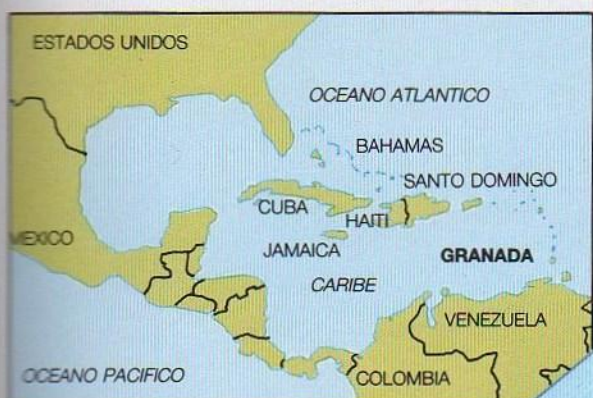 ESTADOS UNIDOS
OCEANO ATLANTICO
BAHAMAS
SANTO DOMINGO
CUBA
HAITI
MEXICO
JAMAICA
GRANADA
CARIBE
VENEZUELA
OCEANO PACIFICO
COLOMBIA